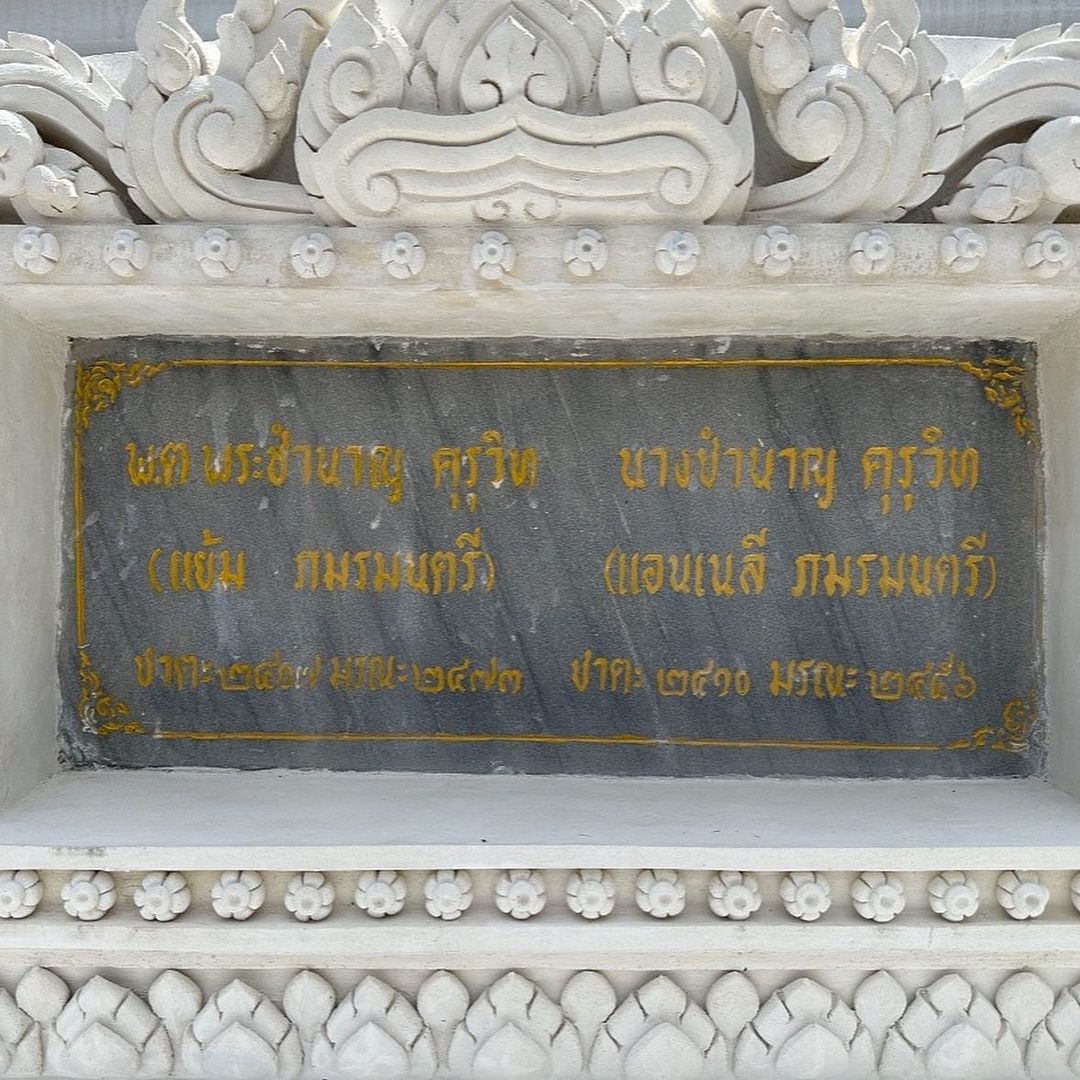 พ.ต พระชำนาญ คุรุวิท
(แย้ม ภมรมนตรี)
ชาตะ ๒๔๐๗ มรณะ ๒๔๗๓
นางชำนาญ คุรุวิท
(แอนเนลี ภมรมนตรี)
ชาตะ ๒๔๑๐ มรณะ ๒๔๕๖